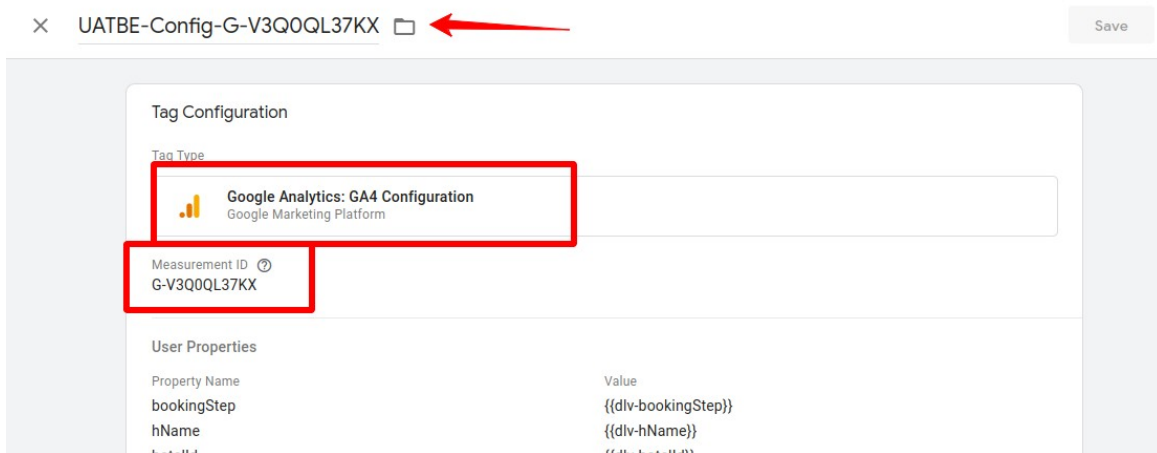 UATBE-Config-G-V3Q0QL37KX
Save
Tag Configuration
Tag Type
Google Analytics: GA4 Configuration
Google Marketing Platform
Measurement ID
G-V3Q0QL37KX
User Properties
Property Name Value
bookingStep {{dlv-bookingStep}}
hName {{dlv-hName}}